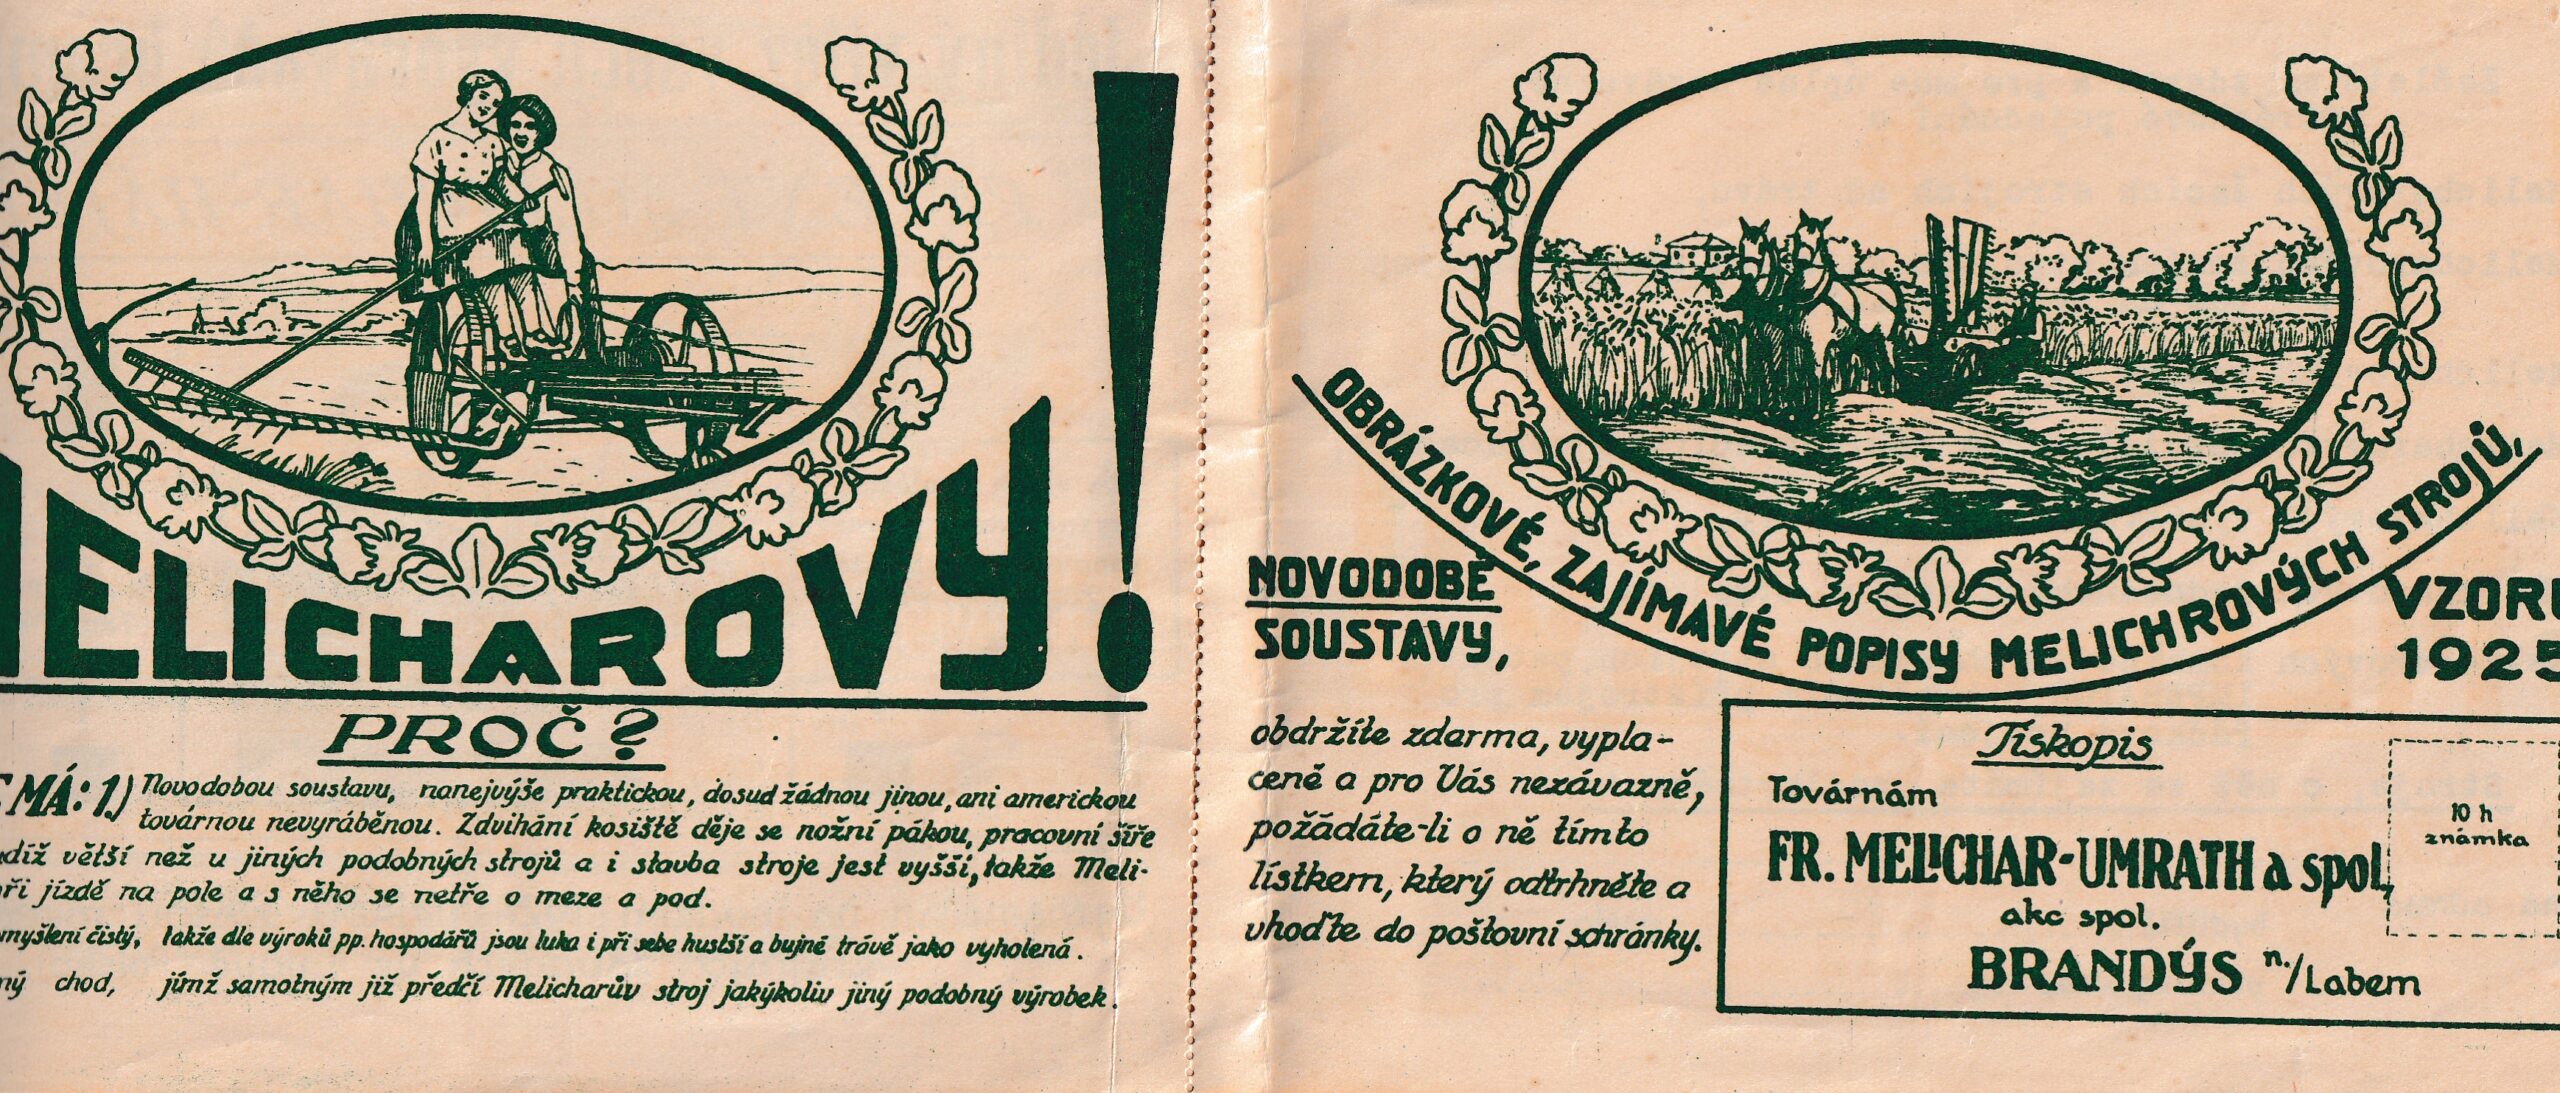 MELICHAROVY!
PROČ?
MÁ: 1.) Novodobou soustavu, nanejvýše praktickou, dosud žádnou jinou, ani americkou
továrnou nevyráběnou. Zdvihání kosiště děje se nožní pákou, pracovní šíře
větší než u jiných podobných strojů a i stavba stroje jest vyšší, takže Meli-
při jízdě na pole a s něho se netře o meze a pod.
čistý, takže dle výroků pp. hospodářů jsou luka i při sebe hustší a bujné trávě jako vyholená.
chod, jímž samotným již předčí Melicharův stroj jakýkoliv jiný podobný výrobek.
OBRÁZKOVÉ, ZAJÍMAVÉ POPISY MELICHROVÝCH STROJŮ,
NOVODOBÉ
SOUSTAVY,
VZORU
1925
obdržíte zdarma, vypla-
ceně a pro Vás nezávazně,
požádáte-li o ně tímto
lístkem, který odtrhněte a
vhoďte do poštovní schránky.
Tiskopis
Továrnám
FR. MELICHAR-UMRATH a spol,
akc spol.
BRANDÝS n./Labem
10 h
známka